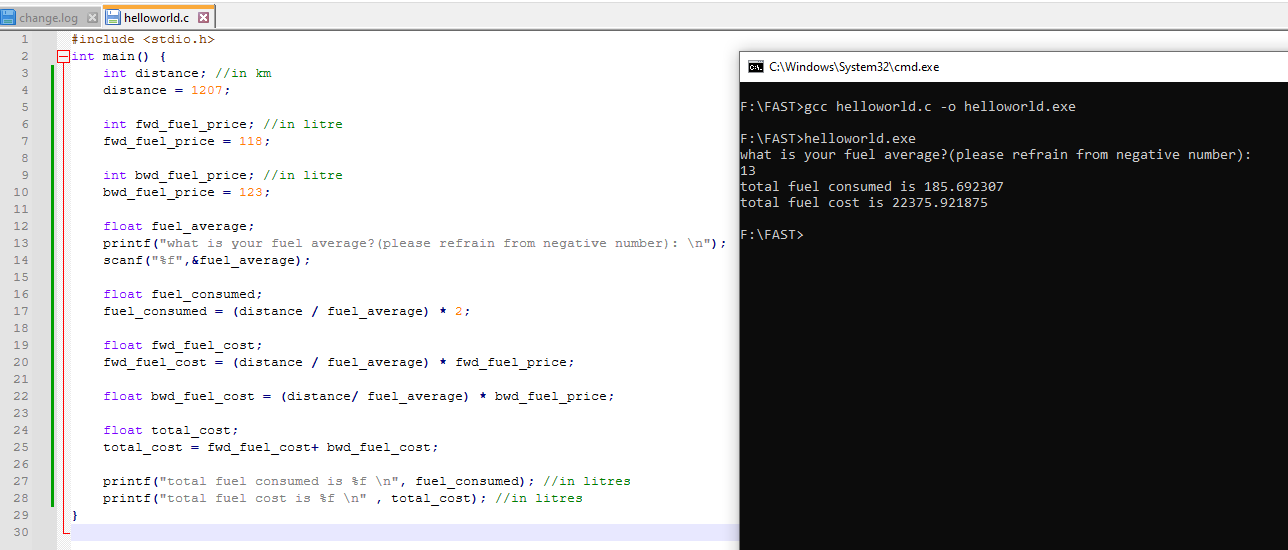 change.log
helloworld.c
1 #include <stdio.h>
2 int main() {
3 int distance; //in km
4 distance = 1207;
5
6 int fwd_fuel_price; //in litre
7 fwd_fuel_price = 118;
8
9 int bwd_fuel_price; //in litre
10 bwd_fuel_price = 123;
11
12 float fuel_average;
13 printf("what is your fuel average?(please refrain from negative number): \n");
14 scanf("%f",&fuel_average);
15
16 float fuel_consumed;
17 fuel_consumed = (distance / fuel_average) * 2;
18
19 float fwd_fuel_cost;
20 fwd_fuel_cost = (distance / fuel_average) * fwd_fuel_price;
21
22 float bwd_fuel_cost = (distance/ fuel_average) * bwd_fuel_price;
23
24 float total_cost;
25 total_cost = fwd_fuel_cost+ bwd_fuel_cost;
26
27 printf("total fuel consumed is %f \n", fuel_consumed); //in litres
28 printf("total fuel cost is %f \n" , total_cost); //in litres
29 }
30
C:\Windows\System32\cmd.exe
F:\FAST>gcc helloworld.c -o helloworld.exe
F:\FAST>helloworld.exe
what is your fuel average?(please refrain from negative number):
13
total fuel consumed is 185.692307
total fuel cost is 22375.921875
F:\FAST>